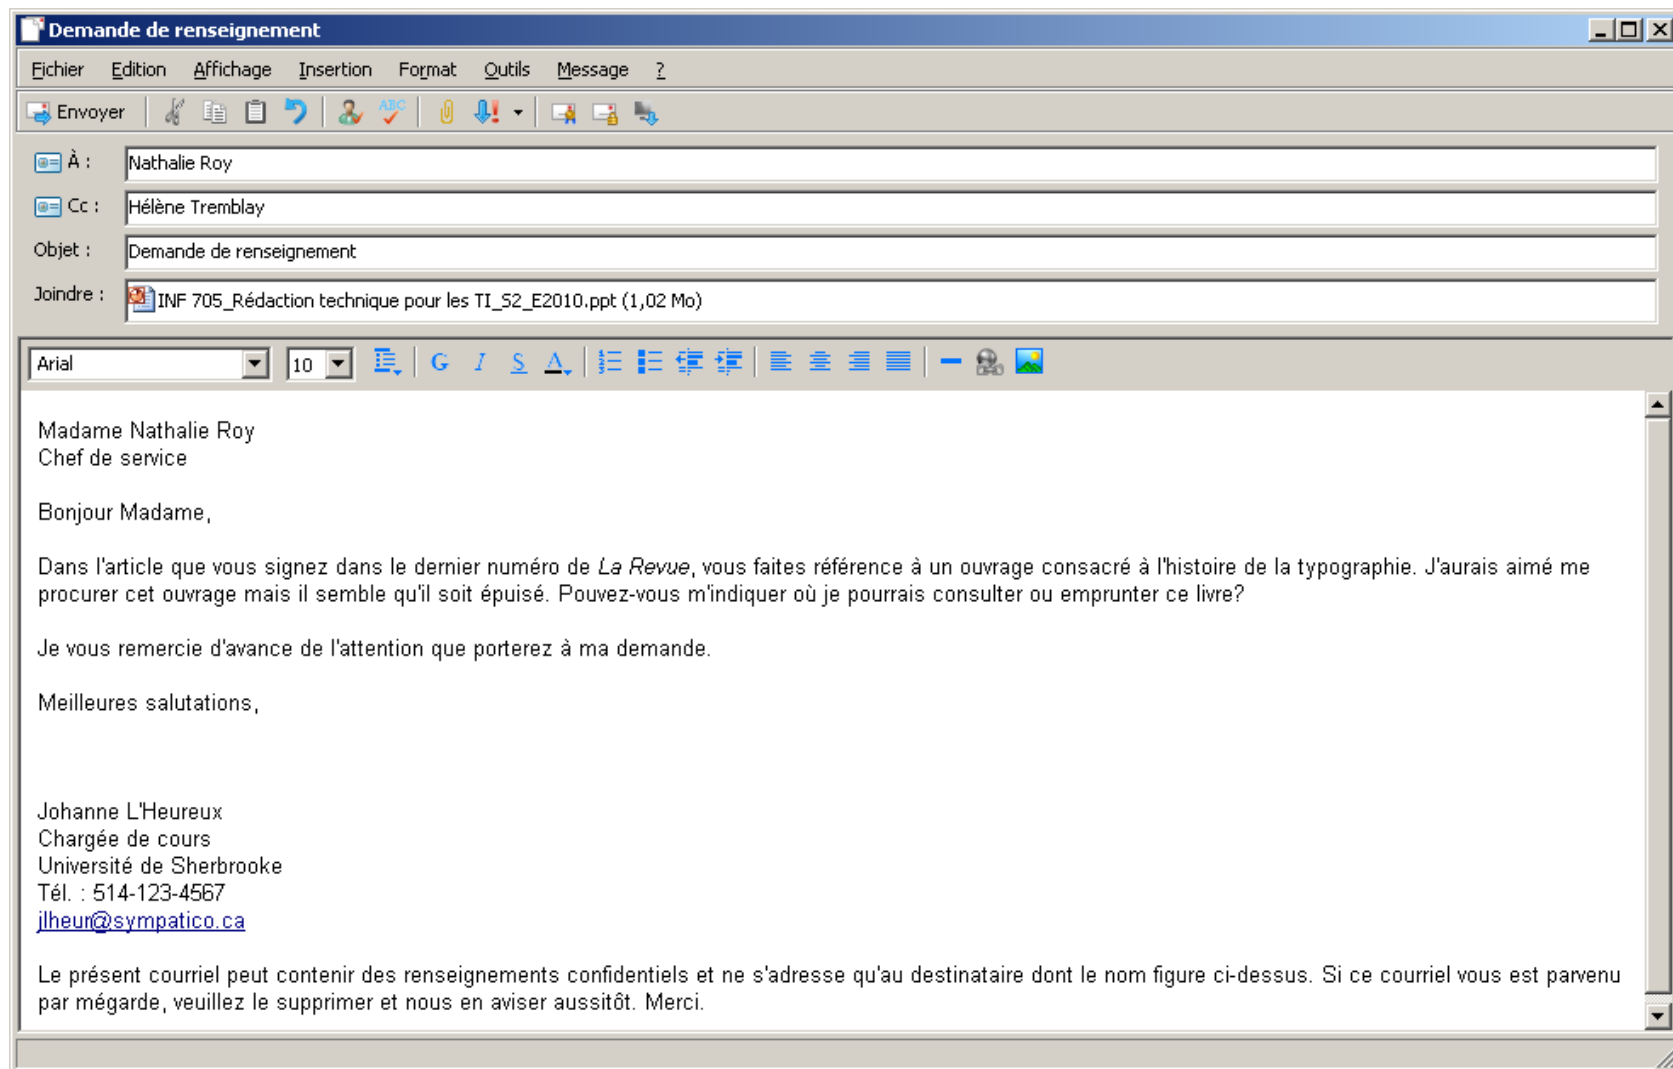 Demande de renseignement
Fichier Edition Affichage Insertion Format Outils Message ?
Envoyer ABC
À : Nathalie Roy
Cc : Hélène Tremblay
Objet : Demande de renseignement
Joindre : INF 705_Rédaction technique pour les TI_S2_E2010.ppt (1,02 Mo)
Arial 10 G I S A
Madame Nathalie Roy
Chef de service
Bonjour Madame,
Dans l'article que vous signez dans le dernier numéro de La Revue, vous faites référence à un ouvrage consacré à l'histoire de la typographie. J'aurais aimé me
procurer cet ouvrage mais il semble qu'il soit épuisé. Pouvez-vous m'indiquer où je pourrais consulter ou emprunter ce livre?
Je vous remercie d'avance de l'attention que porterez à ma demande.
Meilleures salutations,
Johanne L'Heureux
Chargée de cours
Université de Sherbrooke
Tél. : 514-123-4567
jlheur@sympatico.ca
Le présent courriel peut contenir des renseignements confidentiels et ne s'adresse qu'au destinataire dont le nom figure ci-dessus. Si ce courriel vous est parvenu
par mégarde, veuillez le supprimer et nous en aviser aussitôt. Merci.